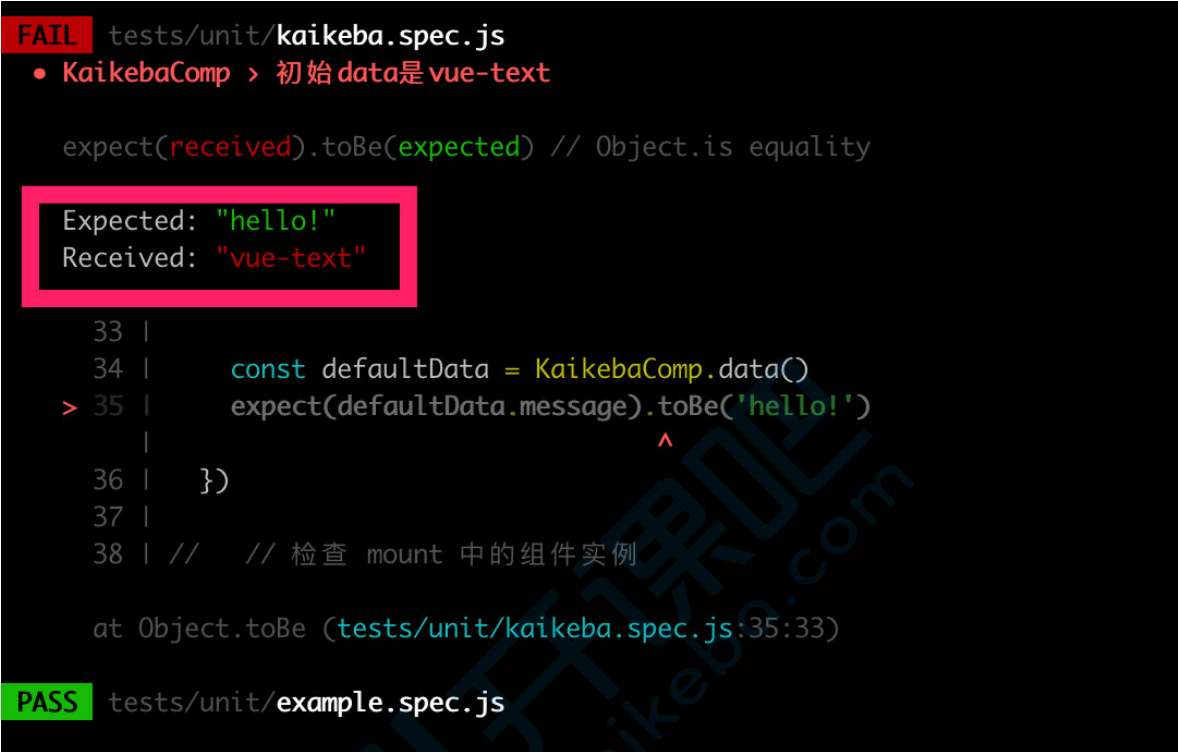 FAIL tests/unit/kaikeba.spec.js
● KaikebaComp › 初始data是vue-text
expect(received).toBe(expected) // Object.is equality
Expected: "hello!"
Received: "vue-text"
33 |
34 | const defaultData = KaikebaComp.data()
> 35 | expect(defaultData.message).toBe('hello!')
| ^
36 | })
37 |
38 | // // 检查 mount 中的组件实例
at Object.toBe (tests/unit/kaikeba.spec.js:35:33)
PASS tests/unit/example.spec.js
开课吧
kaikeba.com